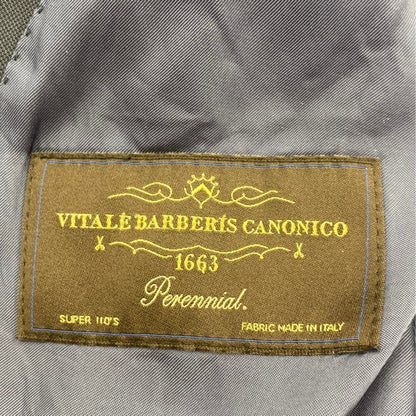 VITALE BARBERIS CANONICO
1663
Perennial.
SUPER 110'S
FABRIC MADE IN ITALY